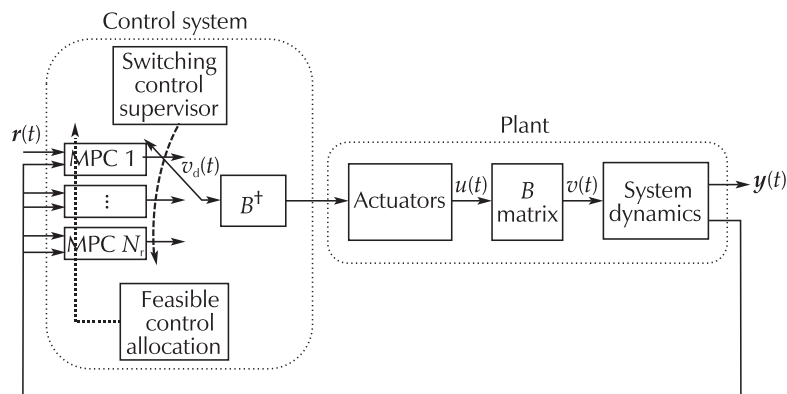 Control system
Switching
control
supervisor
r(t)
MPC 1
v_d(t)
⋮
MPC N_r
B†
Feasible
control
allocation
Plant
Actuators
u(t)
B
matrix
v(t)
System
dynamics
y(t)